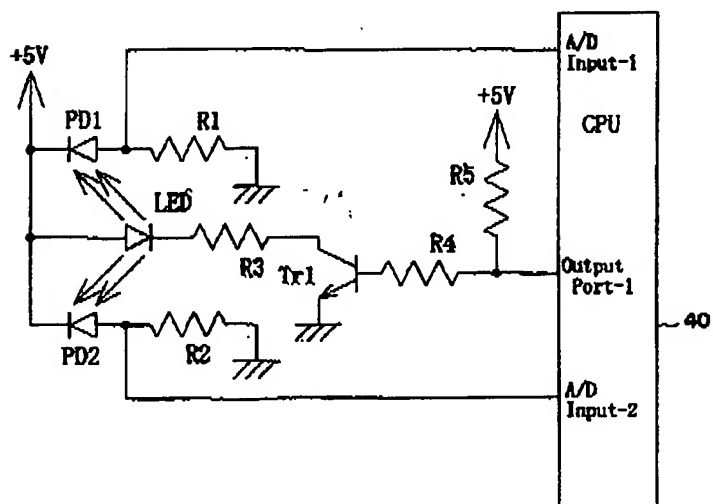 A/D
Input-1
+5V
+5V
CPU
PD1
R1
R5
LED
R4
R3
Tr1
Output
Port-1
40
PD2
R2
A/D
Input-2